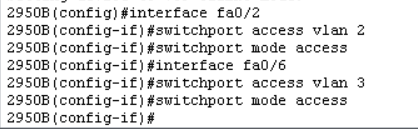 2950B(config)#interface fa0/2
2950B(config-if)#switchport access vlan 2
2950B(config-if)#switchport mode access
2950B(config-if)#interface fa0/6
2950B(config-if)#switchport access vlan 3
2950B(config-if)#switchport mode access
2950B(config-if)#